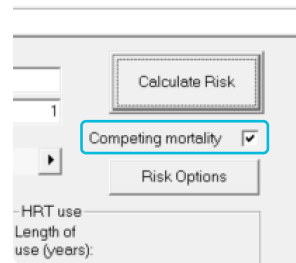 Calculate Risk
1
Competing mortality
Risk Options
HRT use
Length of
use (years):